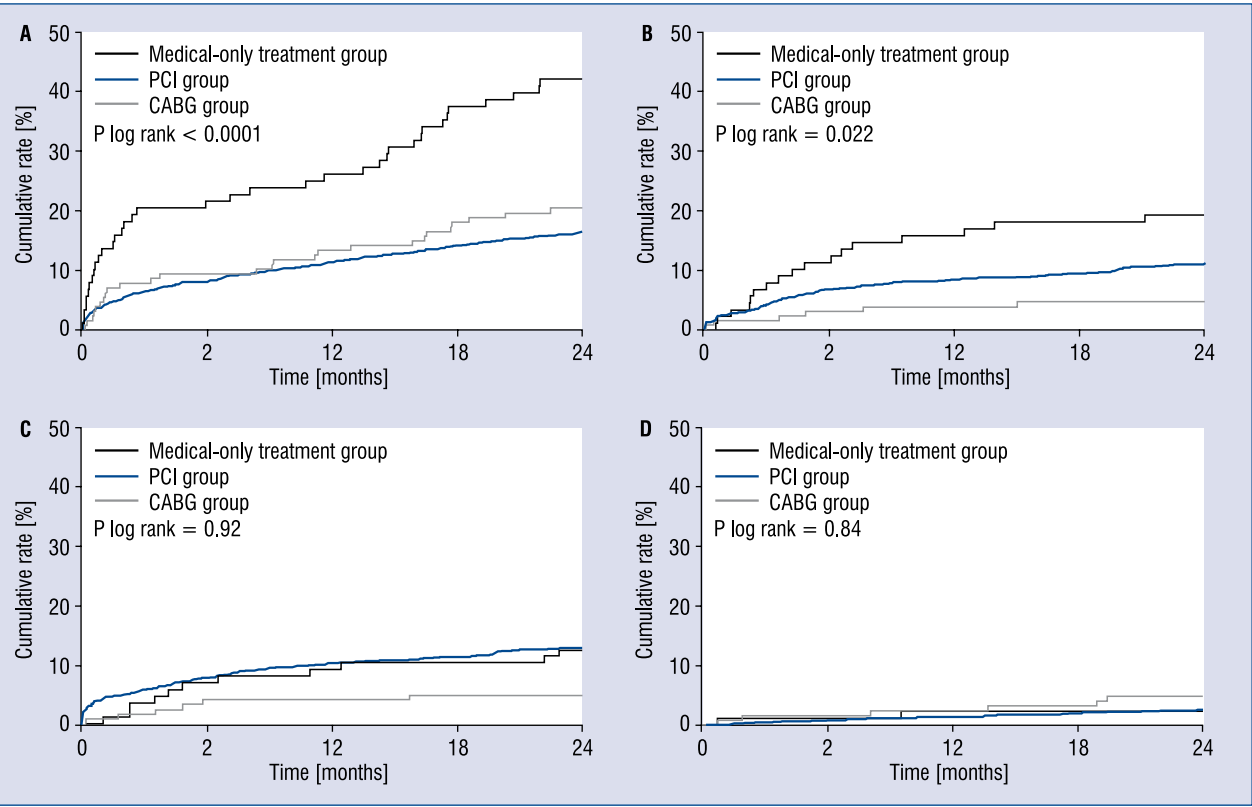 A
50
40
30
20
10
0
Cumulative rate [%]
Medical-only treatment group
PCI group
CABG group
P log rank < 0.0001
0 2 12 18 24
Time [months]
B
50
40
30
20
10
0
Cumulative rate [%]
Medical-only treatment group
PCI group
CABG group
P log rank = 0.022
0 2 12 18 24
Time [months]
C
50
40
30
20
10
0
Cumulative rate [%]
Medical-only treatment group
PCI group
CABG group
P log rank = 0.92
0 2 12 18 24
Time [months]
D
50
40
30
20
10
0
Cumulative rate [%]
Medical-only treatment group
PCI group
CABG group
P log rank = 0.84
0 2 12 18 24
Time [months]